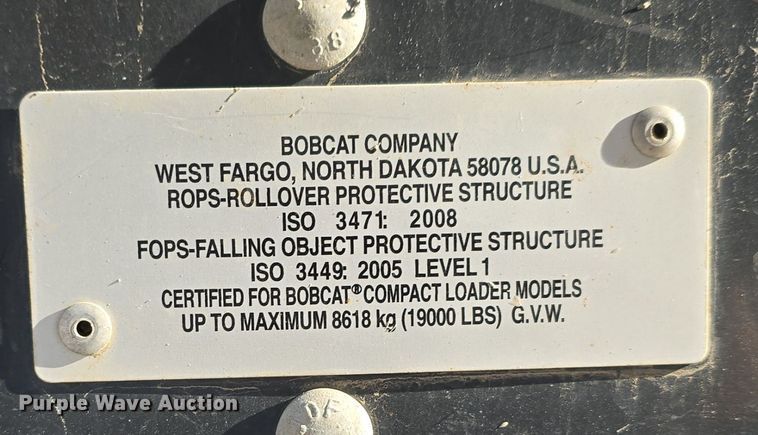 38
BOBCAT COMPANY
WEST FARGO, NORTH DAKOTA 58078 U.S.A.
ROPS-ROLLOVER PROTECTIVE STRUCTURE
ISO 3471: 2008
FOPS-FALLING OBJECT PROTECTIVE STRUCTURE
ISO 3449: 2005 LEVEL 1
CERTIFIED FOR BOBCAT® COMPACT LOADER MODELS
UP TO MAXIMUM 8618 kg (19000 LBS) G.V.W.
Purple Wave Auction